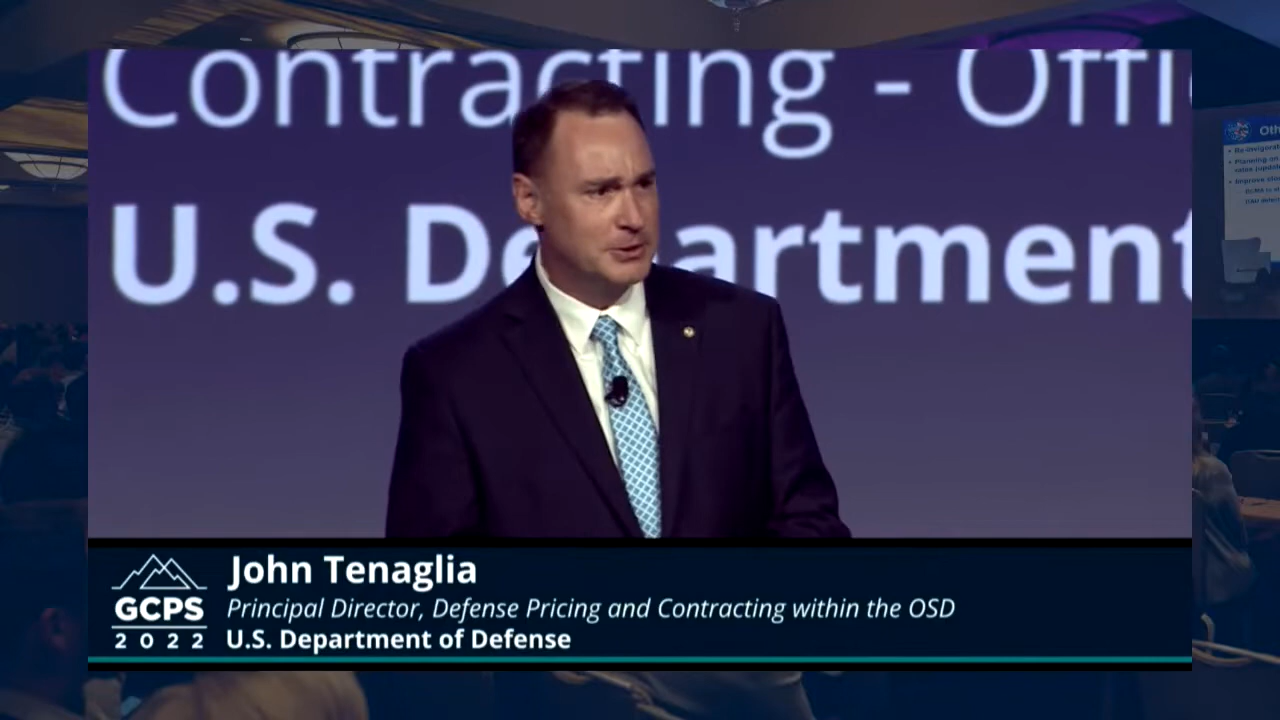 Contracting - Offi
U.S. Department
Oth
John Tenaglia
Principal Director, Defense Pricing and Contracting within the OSD
U.S. Department of Defense
GCPS
2022